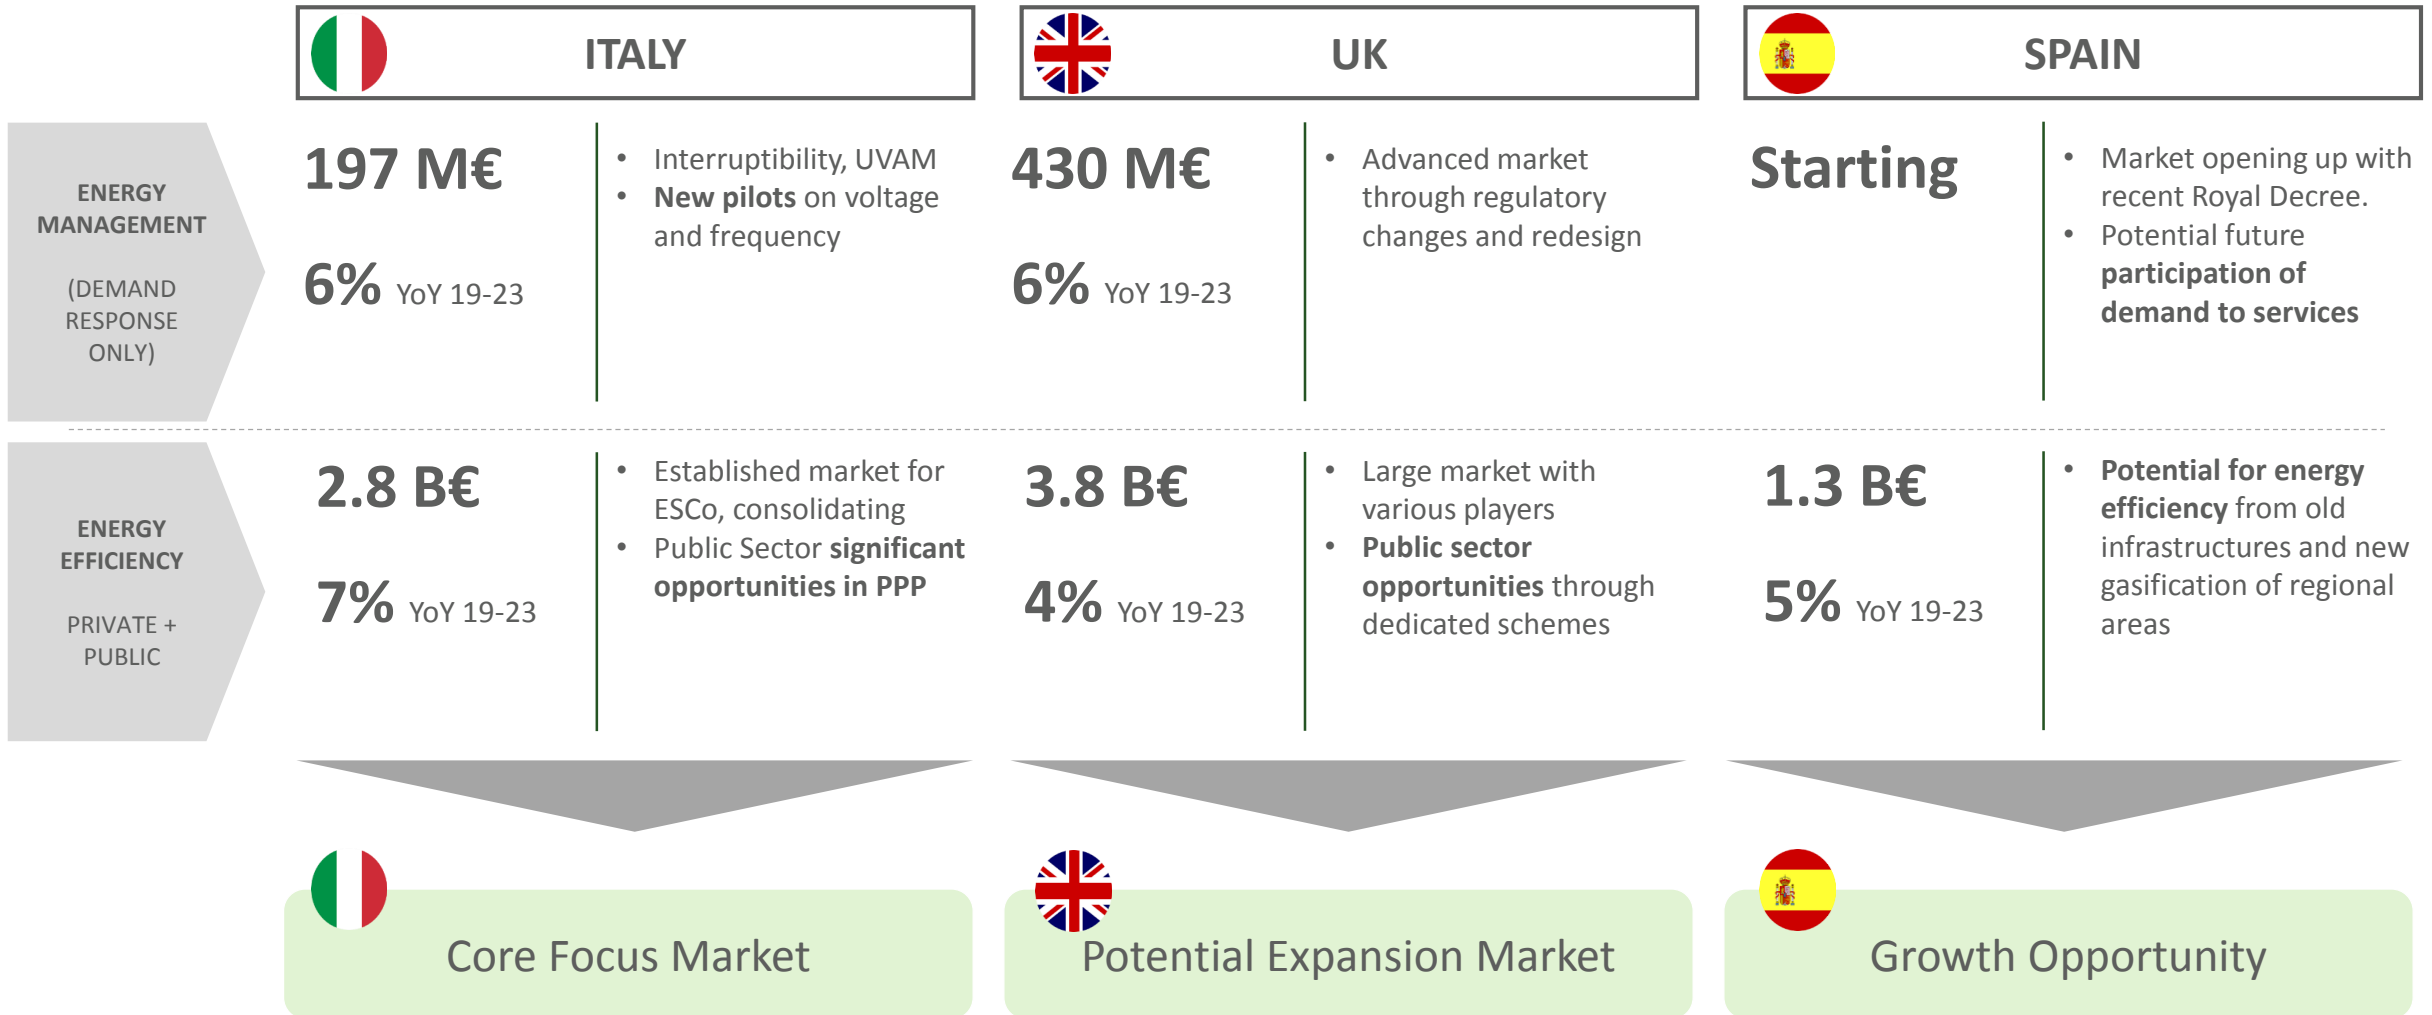 ITALY
UK
SPAIN
ENERGY
MANAGEMENT
(DEMAND
RESPONSE
ONLY)
197 M€
6% YoY 19-23
• Interruptibility, UVAM
• New pilots on voltage
and frequency
430 M€
6% YoY 19-23
• Advanced market
through regulatory
changes and redesign
Starting
• Market opening up with
recent Royal Decree.
• Potential future
participation of
demand to services
ENERGY
EFFICIENCY
PRIVATE +
PUBLIC
2.8 B€
7% YoY 19-23
• Established market for
ESCo, consolidating
• Public Sector significant
opportunities in PPP
3.8 B€
4% YoY 19-23
• Large market with
various players
• Public sector
opportunities through
dedicated schemes
1.3 B€
5% YoY 19-23
• Potential for energy
efficiency from old
infrastructures and new
gasification of regional
areas
Core Focus Market
Potential Expansion Market
Growth Opportunity